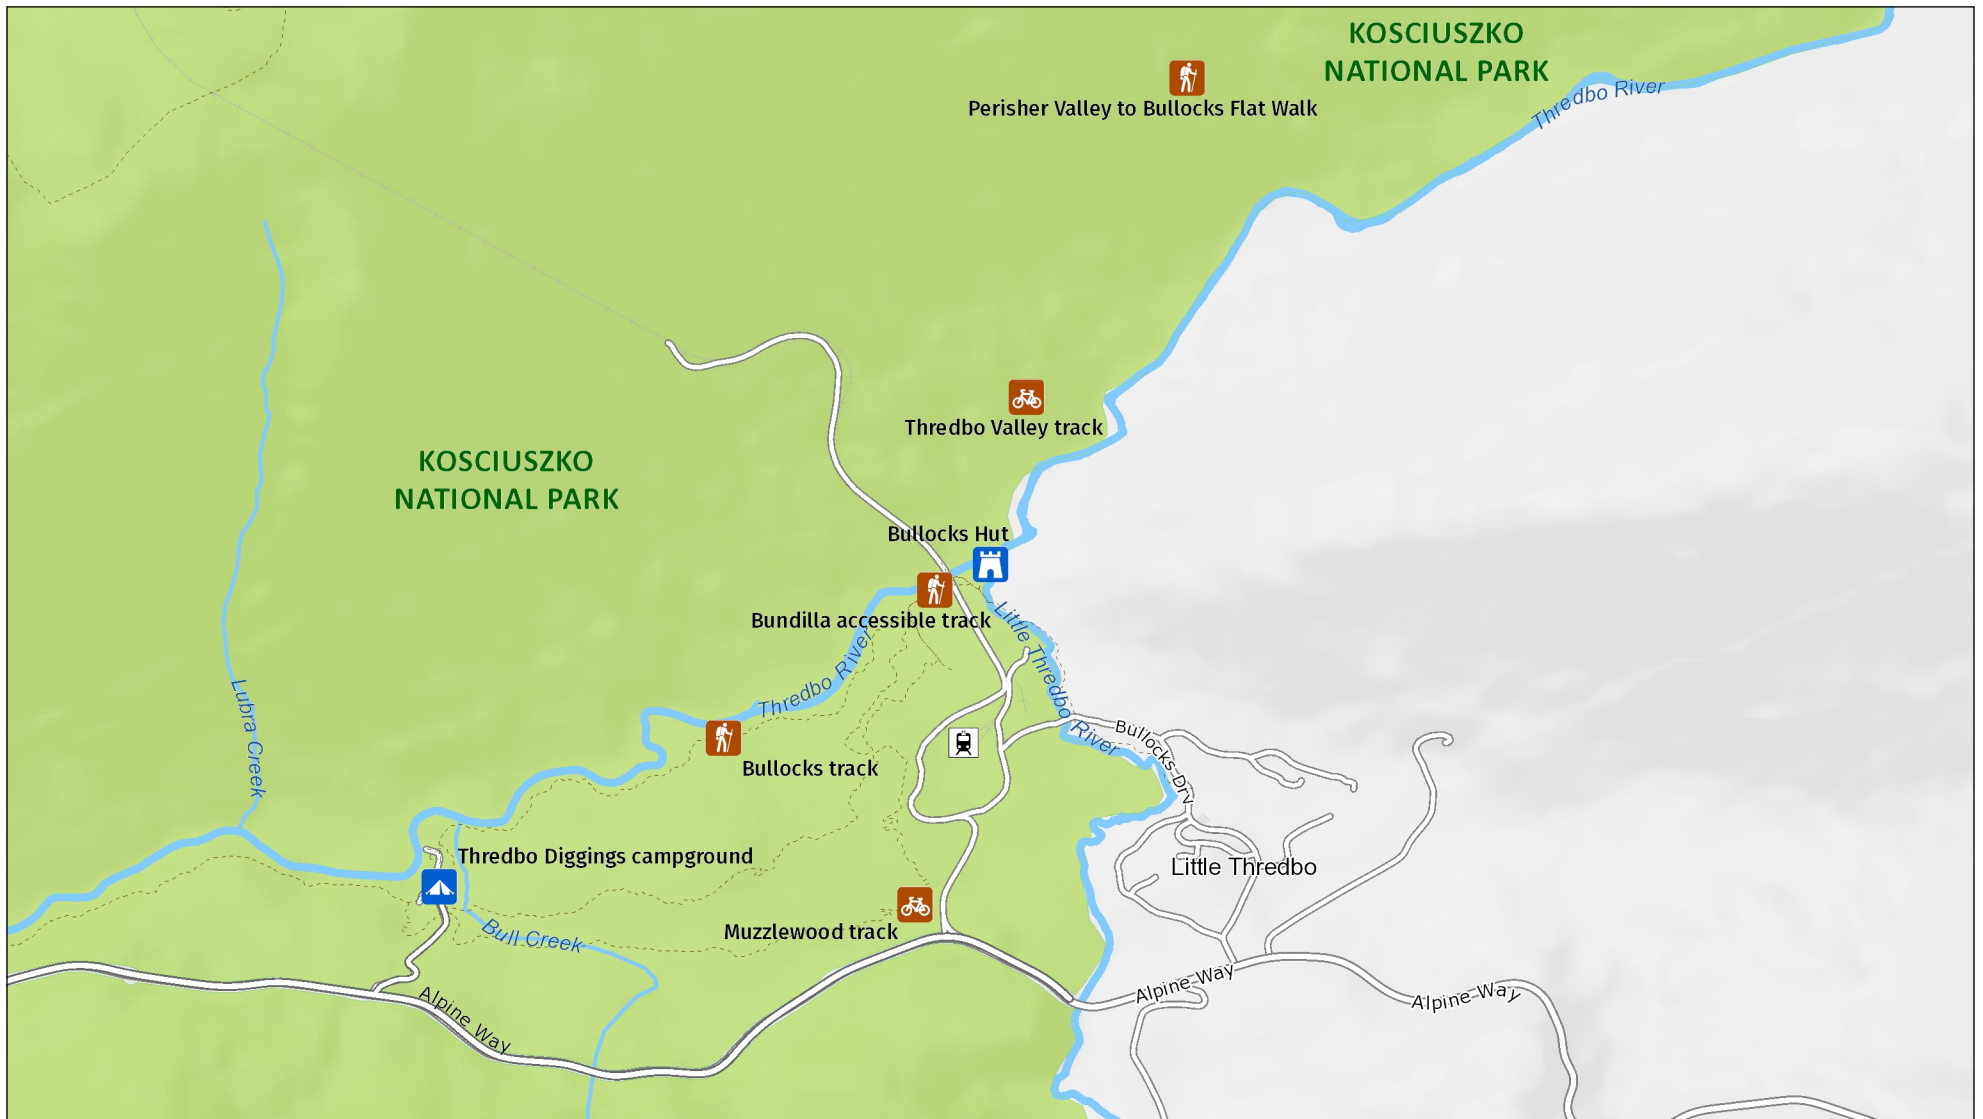 KOSCIUSZKO
NATIONAL PARK
Perisher Valley to Bullocks Flat Walk
Thredbo River
Thredbo Valley track
KOSCIUSZKO
NATIONAL PARK
Bullocks Hut
Bundilla accessible track
Little Thredbo River
Thredbo River
Lubra Creek
Bullocks Drv
Bullocks track
Thredbo Diggings campground
Little Thredbo
Muzzlewood track
Bull Creek
Alpine Way
Alpine Way
Alpine Way